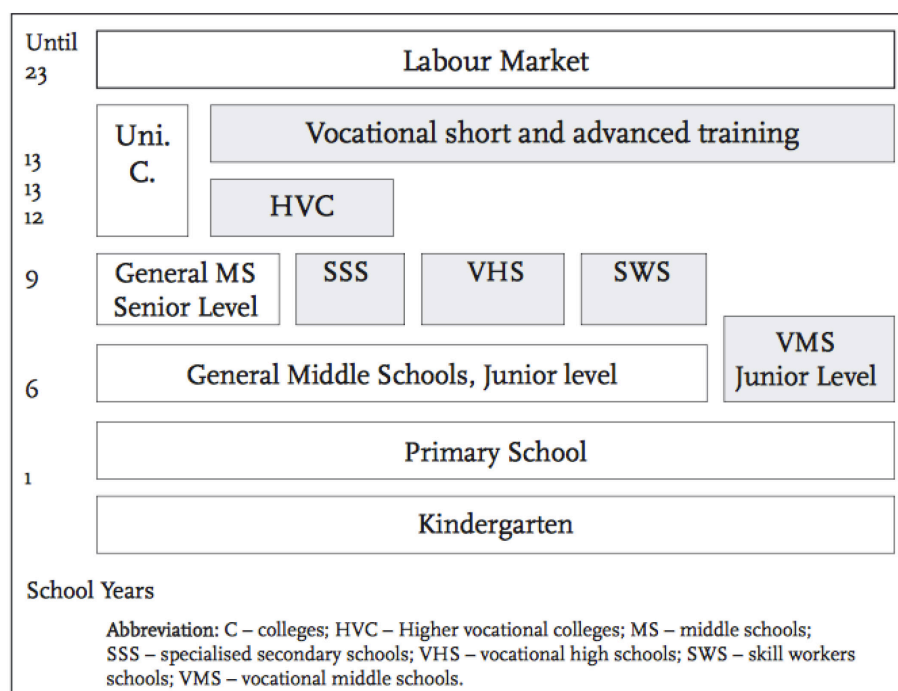 Until
23
Labour Market
Uni.
C.
Vocational short and advanced training
13
13
12
HVC
9
General MS
Senior Level
SSS
VHS
SWS
VMS
Junior Level
General Middle Schools, Junior level
6
Primary School
1
Kindergarten
School Years
Abbreviation: C – colleges; HVC – Higher vocational colleges; MS – middle schools;
SSS – specialised secondary schools; VHS – vocational high schools; SWS – skill workers
schools; VMS – vocational middle schools.